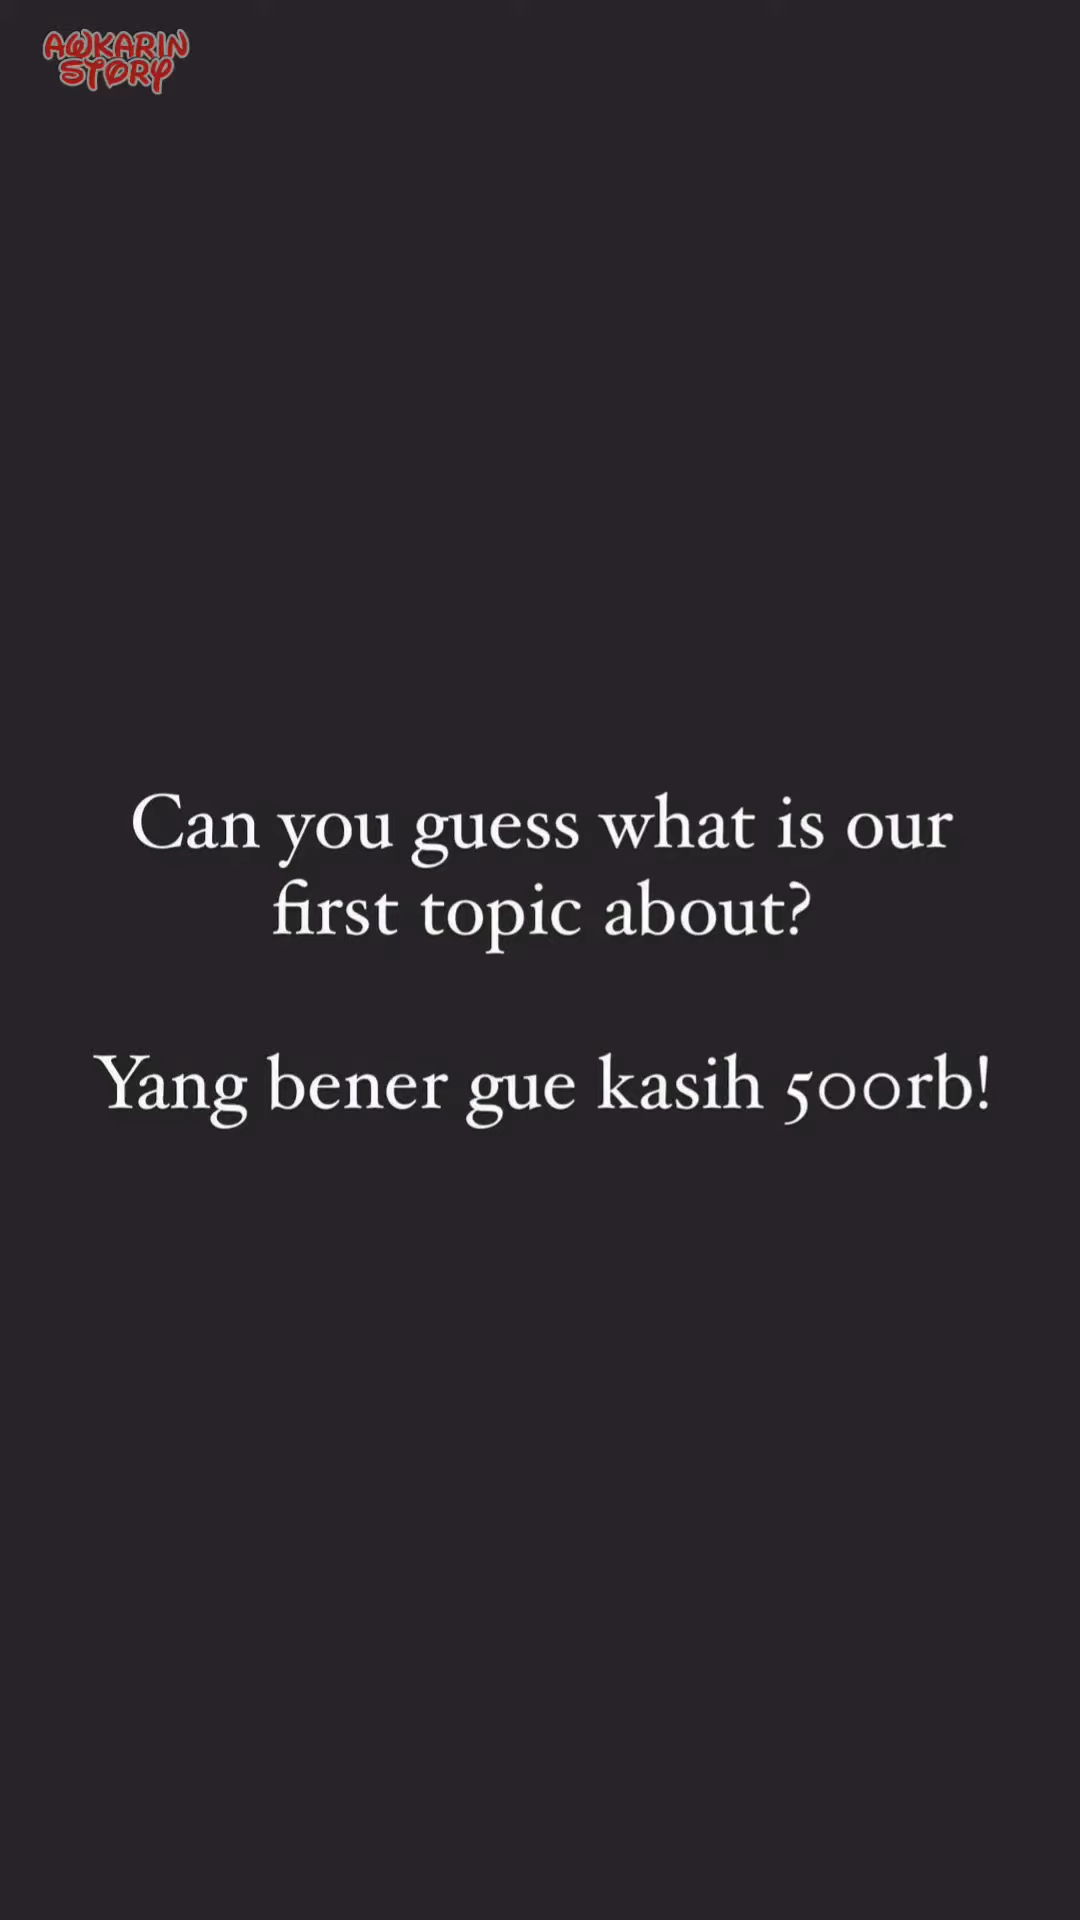 AWKARIN
STORY
Can you guess what is our
first topic about?
Yang bener gue kasih 500rb!